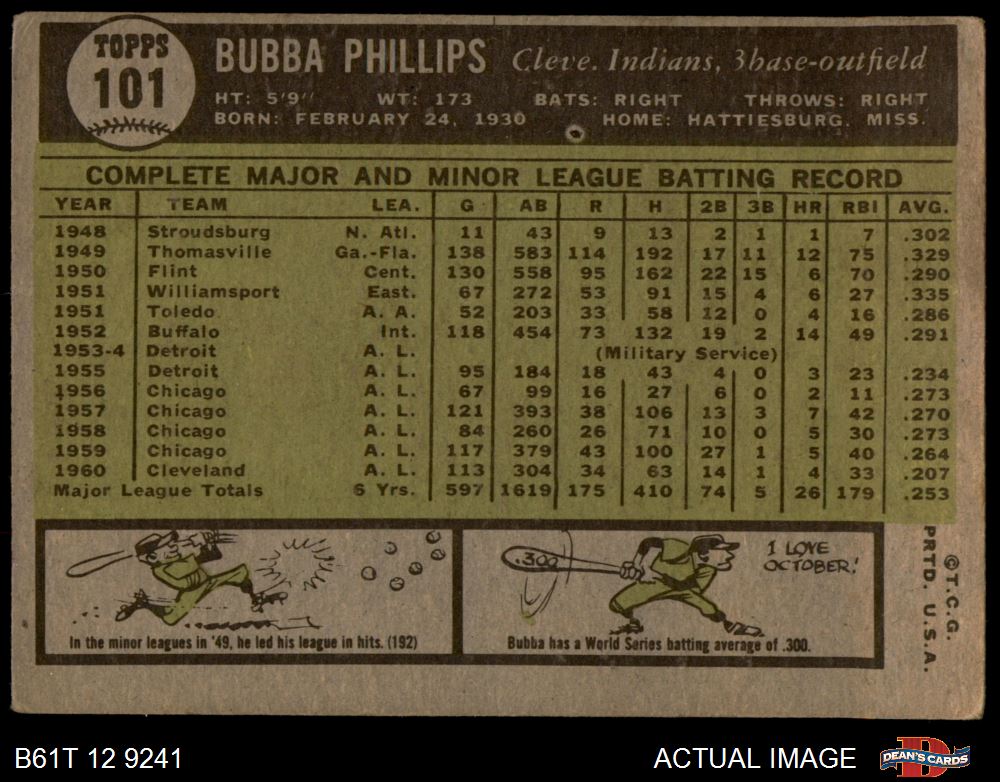 TOPPS
101
BUBBA PHILLIPS Cleve. Indians, 3base-outfield
HT: 5'9" WT: 173 BATS: RIGHT THROWS: RIGHT
BORN: FEBRUARY 24, 1930 HOME: HATTIESBURG, MISS.
COMPLETE MAJOR AND MINOR LEAGUE BATTING RECORD
YEAR TEAM LEA. G AB R H 2B 3B HR RBI AVG.
1948 Stroudsburg N. Atl. 11 43 9 13 2 1 1 7 .302
1949 Thomasville Ga.-Fla. 138 583 114 192 17 11 12 75 .329
1950 Flint Cent. 130 558 95 162 22 15 6 70 .290
1951 Williamsport East. 67 272 53 91 15 4 6 27 .335
1951 Toledo A. A. 52 203 33 58 12 0 4 16 .286
1952 Buffalo Int. 118 454 73 132 19 2 14 49 .291
1953-4 Detroit A. L. (Military Service)
1955 Detroit A. L. 95 184 18 43 4 0 3 23 .234
1956 Chicago A. L. 67 99 16 27 6 0 2 11 .273
1957 Chicago A. L. 121 393 38 106 13 3 7 42 .270
1958 Chicago A. L. 84 260 26 71 10 0 5 30 .273
1959 Chicago A. L. 117 379 43 100 27 1 5 40 .264
1960 Cleveland A. L. 113 304 34 63 14 1 4 33 .207
Major League Totals 6 Yrs. 597 1619 175 410 74 5 26 179 .253
In the minor leagues in '49, he led his league in hits. (192)
.300
I LOVE
OCTOBER!
Bubba has a World Series batting average of .300.
©T.C.G.
PRTD. U.S.A.
B61T 12 9241
ACTUAL IMAGE
DEAN'S CARDS